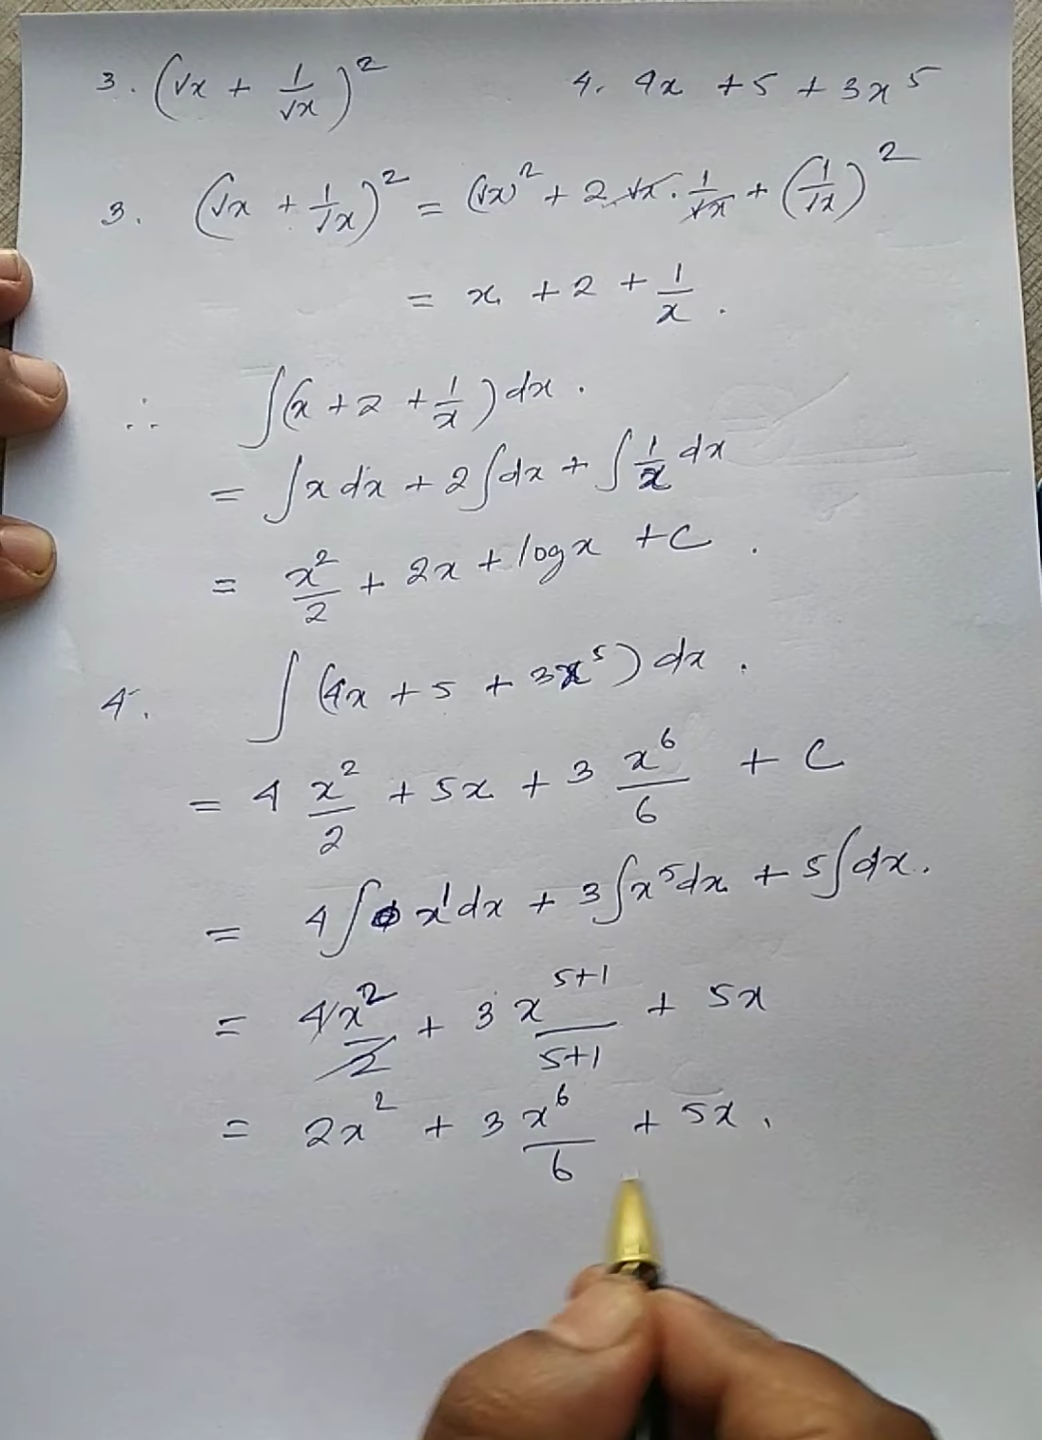 3. (√x + 1/√x)²    4. 4x + 5 + 3x⁵
3. (√x + 1/√x)² = (√x)² + 2√x · 1/√x + (1/√x)²
= x + 2 + 1/x.
∴ ∫(x + 2 + 1/x) dx.
= ∫x dx + 2∫dx + ∫1/x dx
= x²/2 + 2x + log x + C.
4. ∫(4x + 5 + 3x⁵) dx.
= 4 x²/2 + 5x + 3 x⁶/6 + C
= 4∫ x¹dx + 3∫x⁵dx + 5∫dx.
= 4x²/2 + 3 x⁵⁺¹/5+1 + 5x
= 2x² + 3 x⁶/6 + 5x.